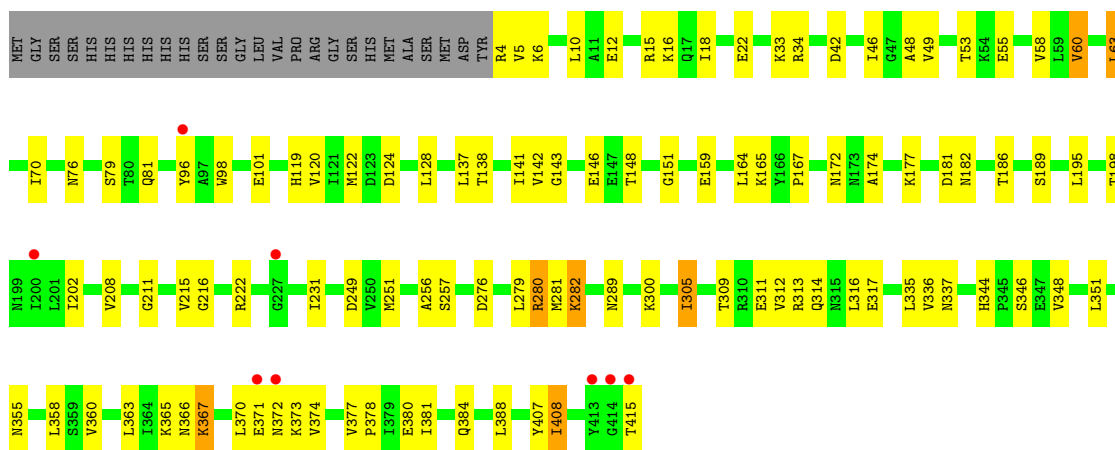 MET GLY SER SER HIS HIS HIS HIS HIS HIS SER SER GLY LEU VAL PRO ARG GLY SER HIS MET ALA SER MET ASP TYR R4 V5 K6 L10 A11 E12 R15 K16 Q17 I18 E22 K33 R34 D42 I46 G47 A48 V49 T53 K54 E55 V58 L59 V60 L63
I70 N76 S79 T80 Q81 Y96 A97 W98 E101 H119 V120 I121 M122 D123 D124 L128 L137 T138 I141 V142 G143 E146 E147 T148 G151 E159 L164 K165 Y166 P167 N172 N173 A174 K177 D181 N182 T186 S189 L195 T198
N199 I200 L201 I202 V208 G211 V215 G216 R222 G227 I231 D249 V250 M251 A256 S257 D276 L279 R280 M281 K282 N289 K300 I305 T309 R310 E311 V312 R313 Q314 N315 L316 E317 L335 V336 N337 H344 P345 S346 E347 V348 L351
N355 L358 S359 V360 L363 I364 K365 N366 K367 L370 E371 N372 K373 V374 V377 P378 I379 E380 I381 Q384 L388 Y407 I408 Y413 G414 T415